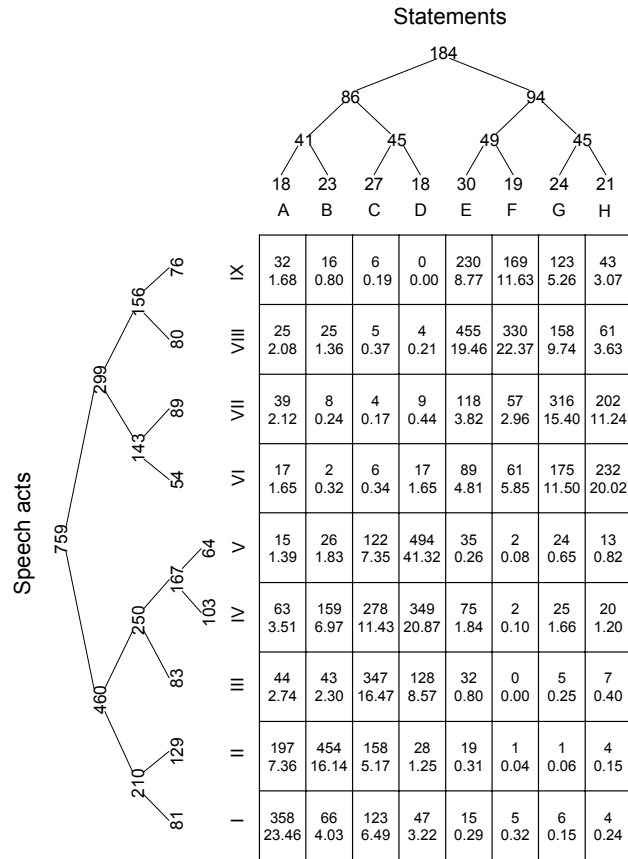 Statements
184
86 94
41 45 49 45
18 23 27 18 30 19 24 21
A B C D E F G H
Speech acts
759
299 460
156 143 250 210
76 80 89 54 167 83 129 81
64 103
IX 32 16 6 0 230 169 123 43
1.68 0.80 0.19 0.00 8.77 11.63 5.26 3.07
VIII 25 25 5 4 455 330 158 61
2.08 1.36 0.37 0.21 19.46 22.37 9.74 3.63
VII 39 8 4 9 118 57 316 202
2.12 0.24 0.17 0.44 3.82 2.96 15.40 11.24
VI 17 2 6 17 89 61 175 232
1.65 0.32 0.34 1.65 4.81 5.85 11.50 20.02
V 15 26 122 494 35 2 24 13
1.39 1.83 7.35 41.32 0.26 0.08 0.65 0.82
IV 63 159 278 349 75 2 25 20
3.51 6.97 11.43 20.87 1.84 0.10 1.66 1.20
III 44 43 347 128 32 0 5 7
2.74 2.30 16.47 8.57 0.80 0.00 0.25 0.40
II 197 454 158 28 19 1 1 4
7.36 16.14 5.17 1.25 0.31 0.04 0.06 0.15
I 358 66 123 47 15 5 6 4
23.46 4.03 6.49 3.22 0.29 0.32 0.15 0.24